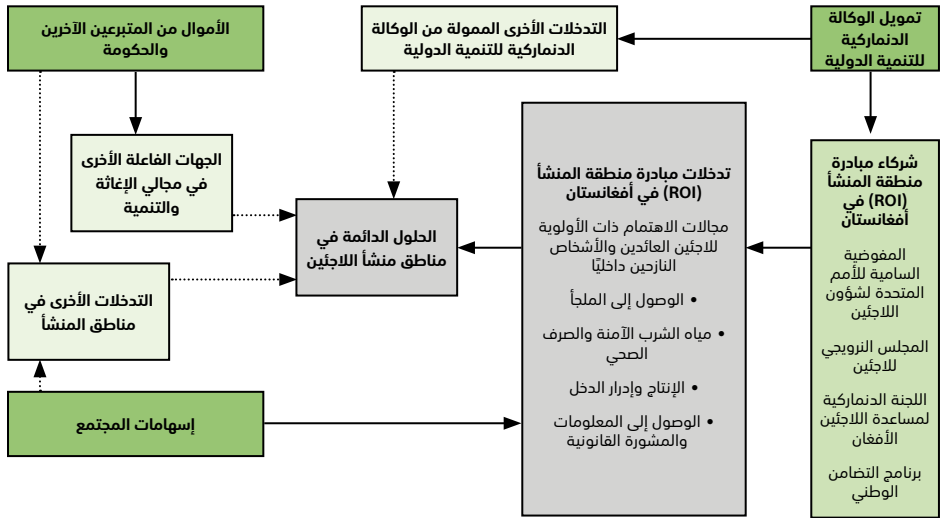 تمويل الوكالة
الدنماركية
للتنمية الدولية
التدخلات الأخرى الممولة من الوكالة
الدنماركية للتنمية الدولية
الأموال من المتبرعين الآخرين
والحكومة
شركاء مبادرة
منطقة المنشأ
(ROI) في
أفغانستان
المفوضية
السامية للأمم
المتحدة لشؤون
اللاجئين
المجلس النرويجي
للاجئين
اللجنة الدنماركية
لمساعدة اللاجئين
الأفغان
برنامج التضامن
الوطني
تدخلات مبادرة منطقة المنشأ
(ROI) في أفغانستان
مجالات الاهتمام ذات الأولوية
للاجئين العائدين والأشخاص
النازحين داخليًا
• الوصول إلى الملجأ
• مياه الشرب الآمنة والصرف
الصحي
• الإنتاج وإدرار الدخل
• الوصول إلى المعلومات
والمشورة القانونية
الحلول الدائمة في
مناطق منشأ اللاجئين
الجهات الفاعلة الأخرى
في مجالي الإغاثة
والتنمية
التدخلات الأخرى في
مناطق المنشأ
إسهامات المجتمع